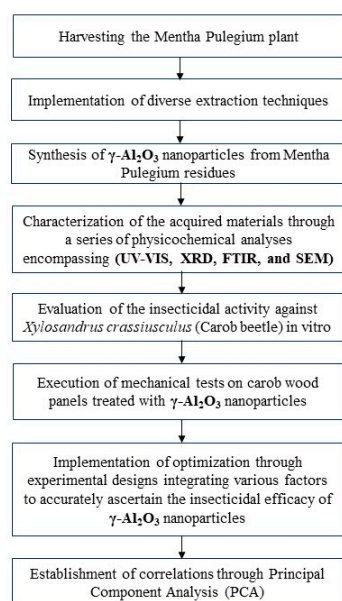 Harvesting the Mentha Pulegium plant
Implementation of diverse extraction techniques
Synthesis of γ-Al₂O₃ nanoparticles from Mentha
Pulegium residues
Characterization of the acquired materials through
a series of physicochemical analyses
encompassing (UV-VIS, XRD, FTIR, and SEM)
Evaluation of the insecticidal activity against
Xylosandrus crassiusculus (Carob beetle) in vitro
Execution of mechanical tests on carob wood
panels treated with γ-Al₂O₃ nanoparticles
Implementation of optimization through
experimental designs integrating various factors
to accurately ascertain the insecticidal efficacy of
γ-Al₂O₃ nanoparticles
Establishment of correlations through Principal
Component Analysis (PCA)